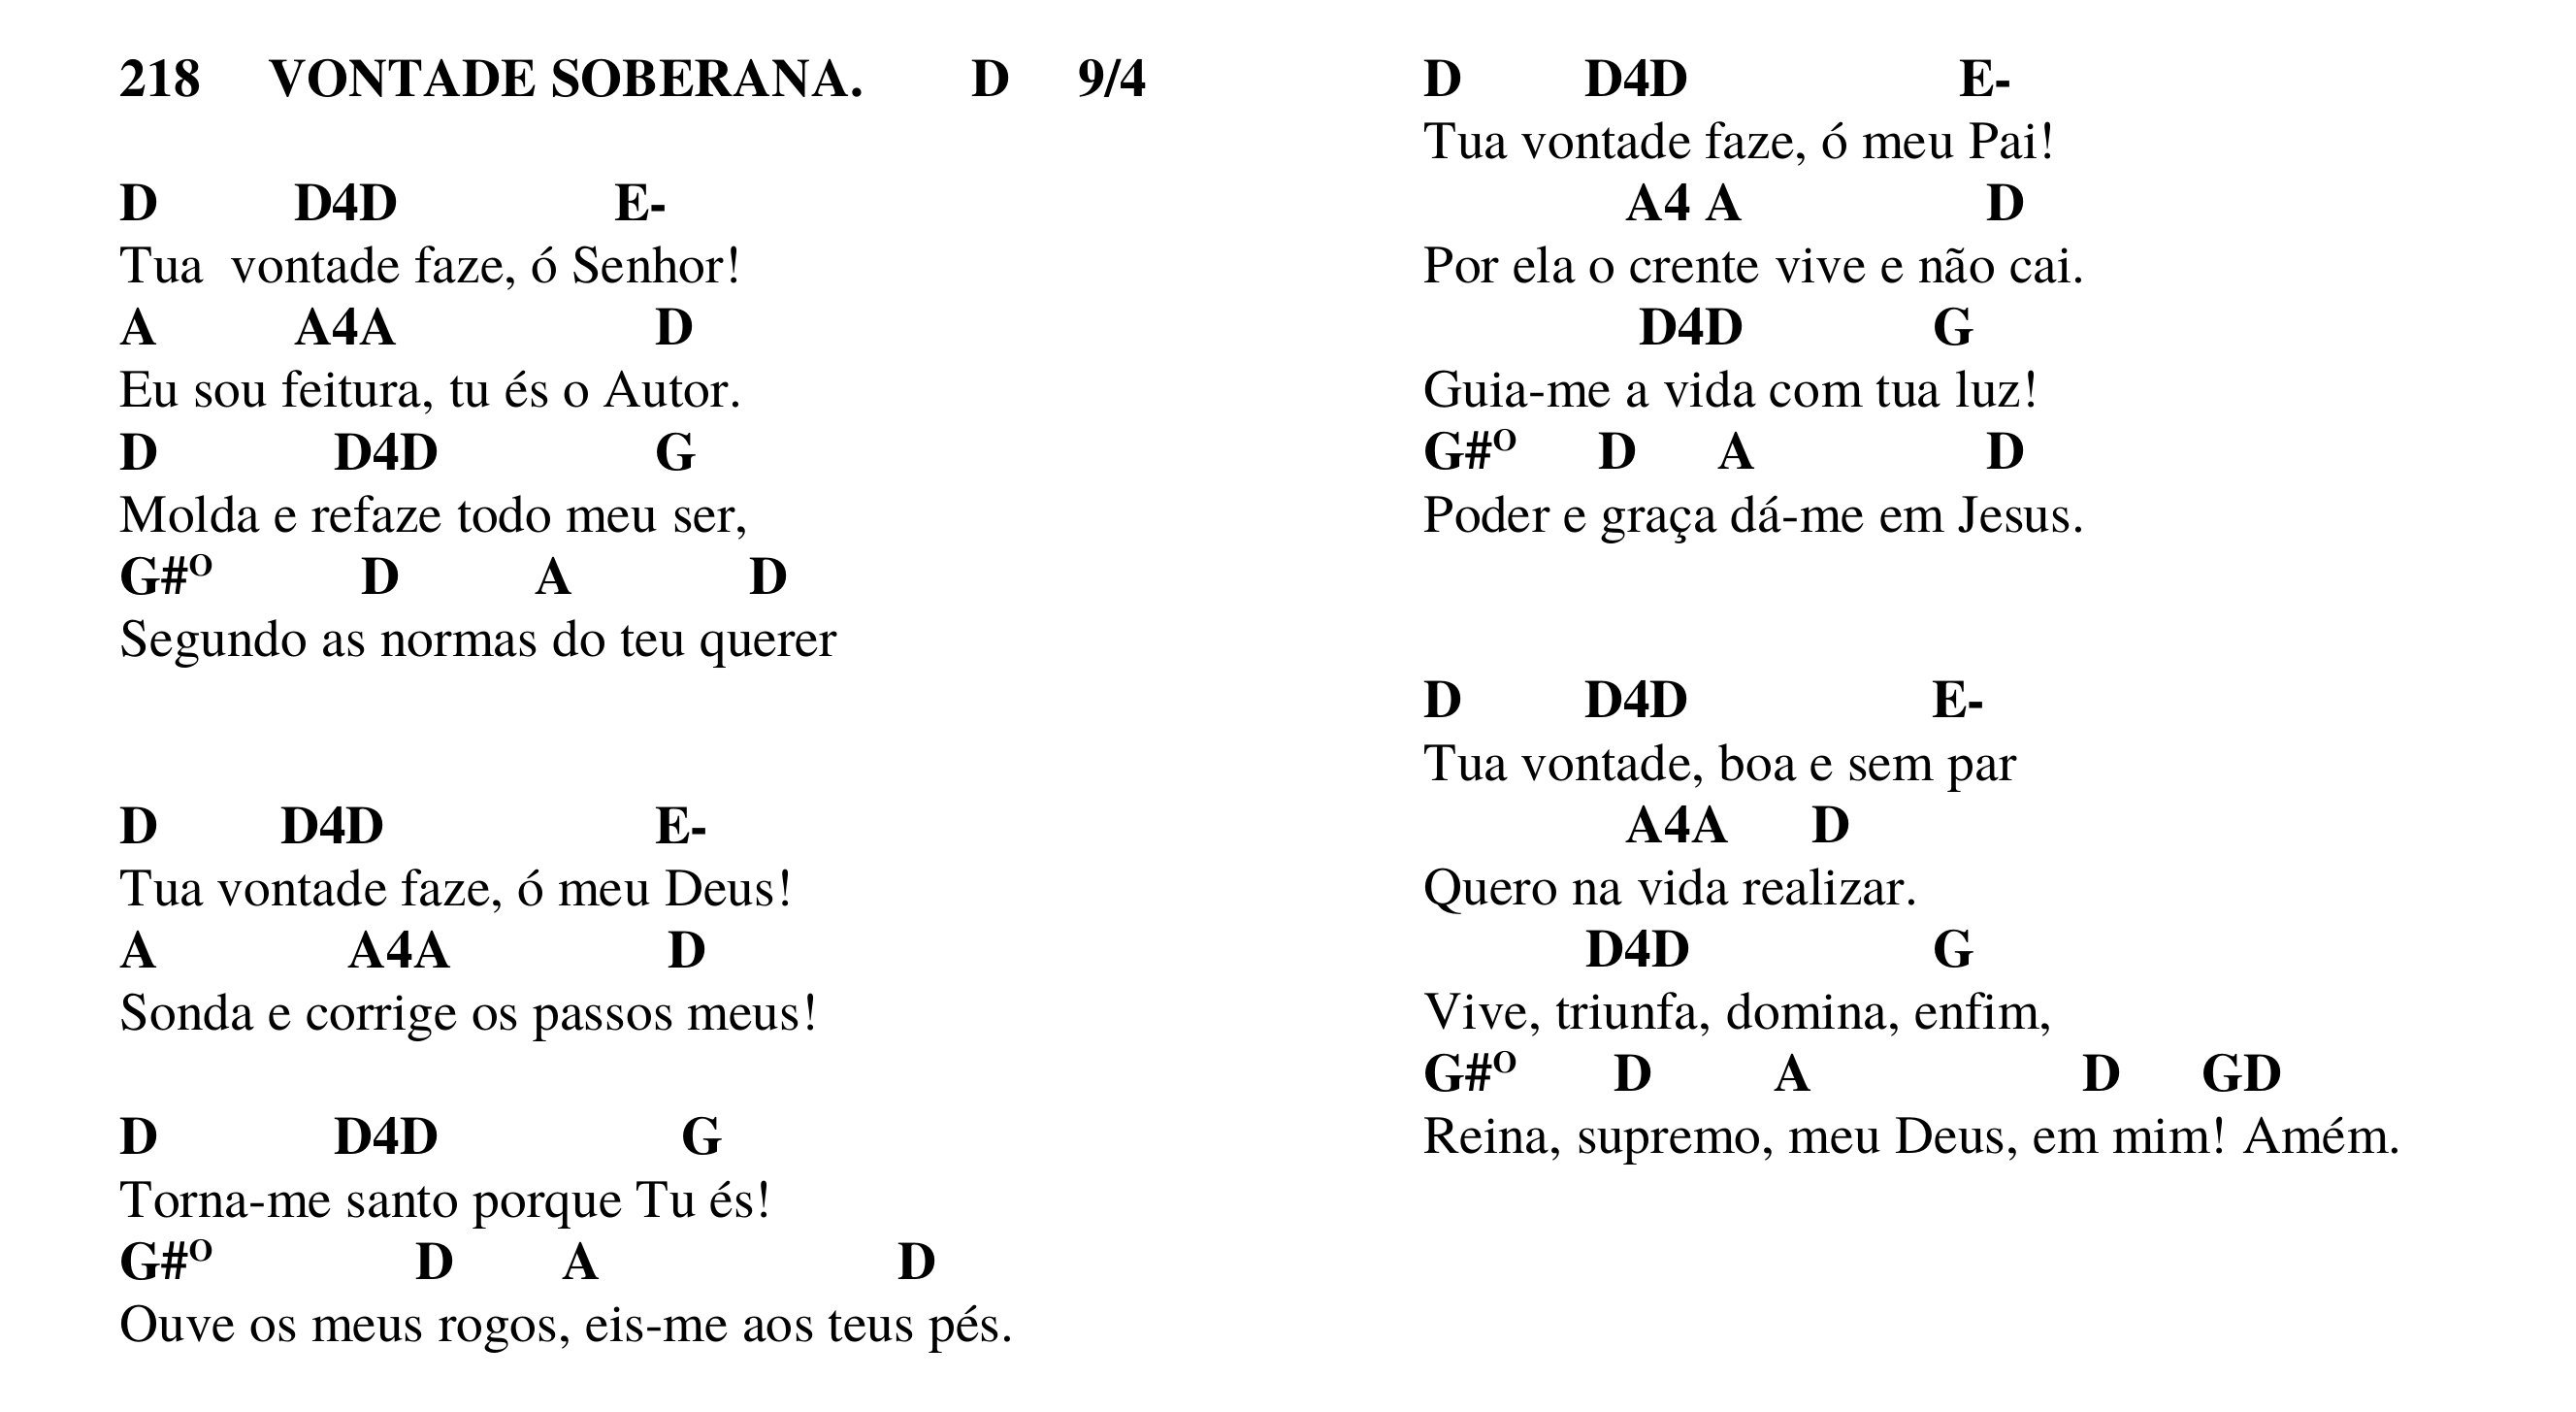 218 VONTADE SOBERANA. D 9/4
D D4D E-
Tua vontade faze, ó Senhor!
A A4A D
Eu sou feitura, tu és o Autor.
D D4D G
Molda e refaze todo meu ser,
G#º D A D
Segundo as normas do teu querer
D D4D E-
Tua vontade faze, ó meu Deus!
A A4A D
Sonda e corrige os passos meus!
D D4D G
Torna-me santo porque Tu és!
G#º D A D
Ouve os meus rogos, eis-me aos teus pés.
D D4D E-
Tua vontade faze, ó meu Pai!
A4 A D
Por ela o crente vive e não cai.
D4D G
Guia-me a vida com tua luz!
G#º D A D
Poder e graça dá-me em Jesus.
D D4D E-
Tua vontade, boa e sem par
A4A D
Quero na vida realizar.
D4D G
Vive, triunfa, domina, enfim,
G#º D A D GD
Reina, supremo, meu Deus, em mim! Amém.